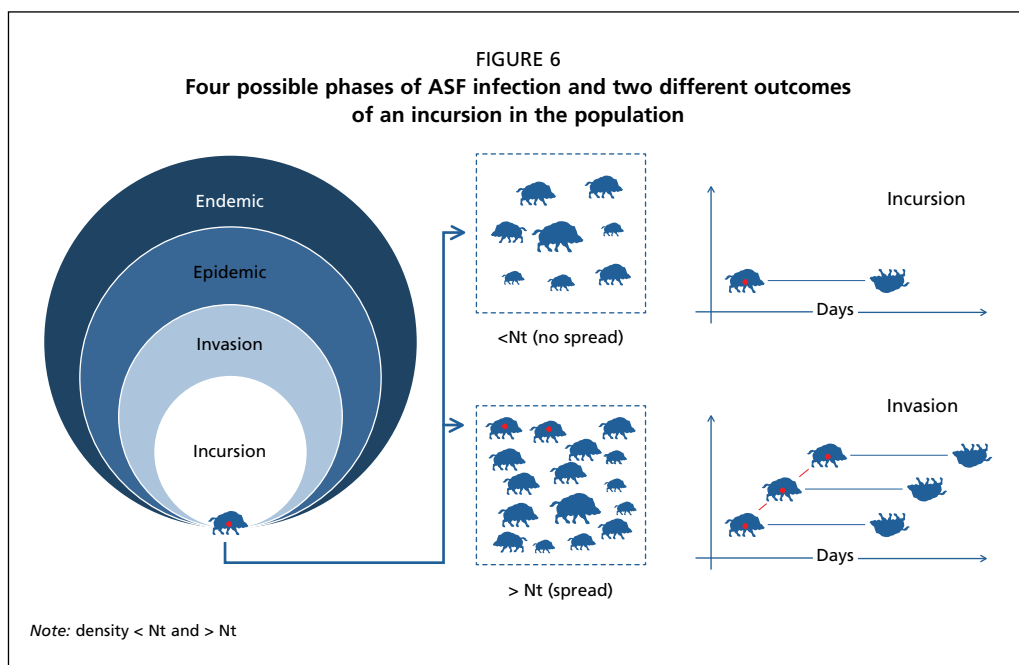 FIGURE 6
Four possible phases of ASF infection and two different outcomes
of an incursion in the population
Endemic
Epidemic
Invasion
Incursion
<Nt (no spread)
> Nt (spread)
Incursion
Days
Invasion
Days
Note: density < Nt and > Nt